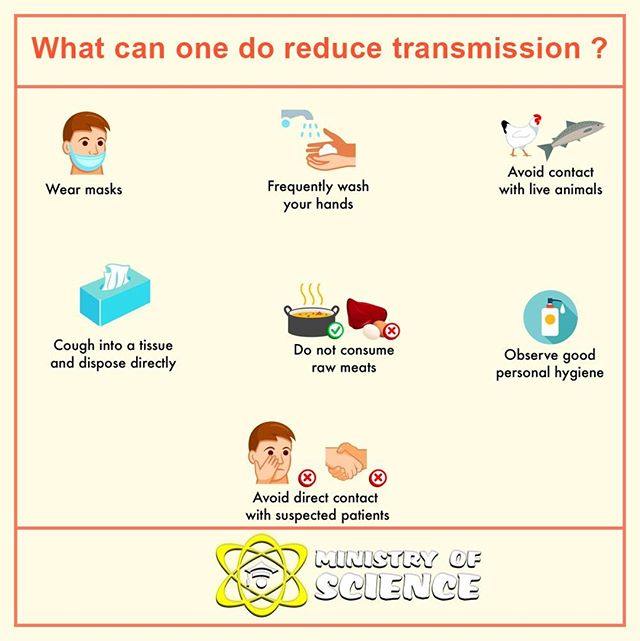 What can one do reduce transmission ?
Wear masks
Frequently wash
your hands
Avoid contact
with live animals
Cough into a tissue
and dispose directly
Do not consume
raw meats
Observe good
personal hygiene
Avoid direct contact
with suspected patients
MINISTRY OF
SCIENCE